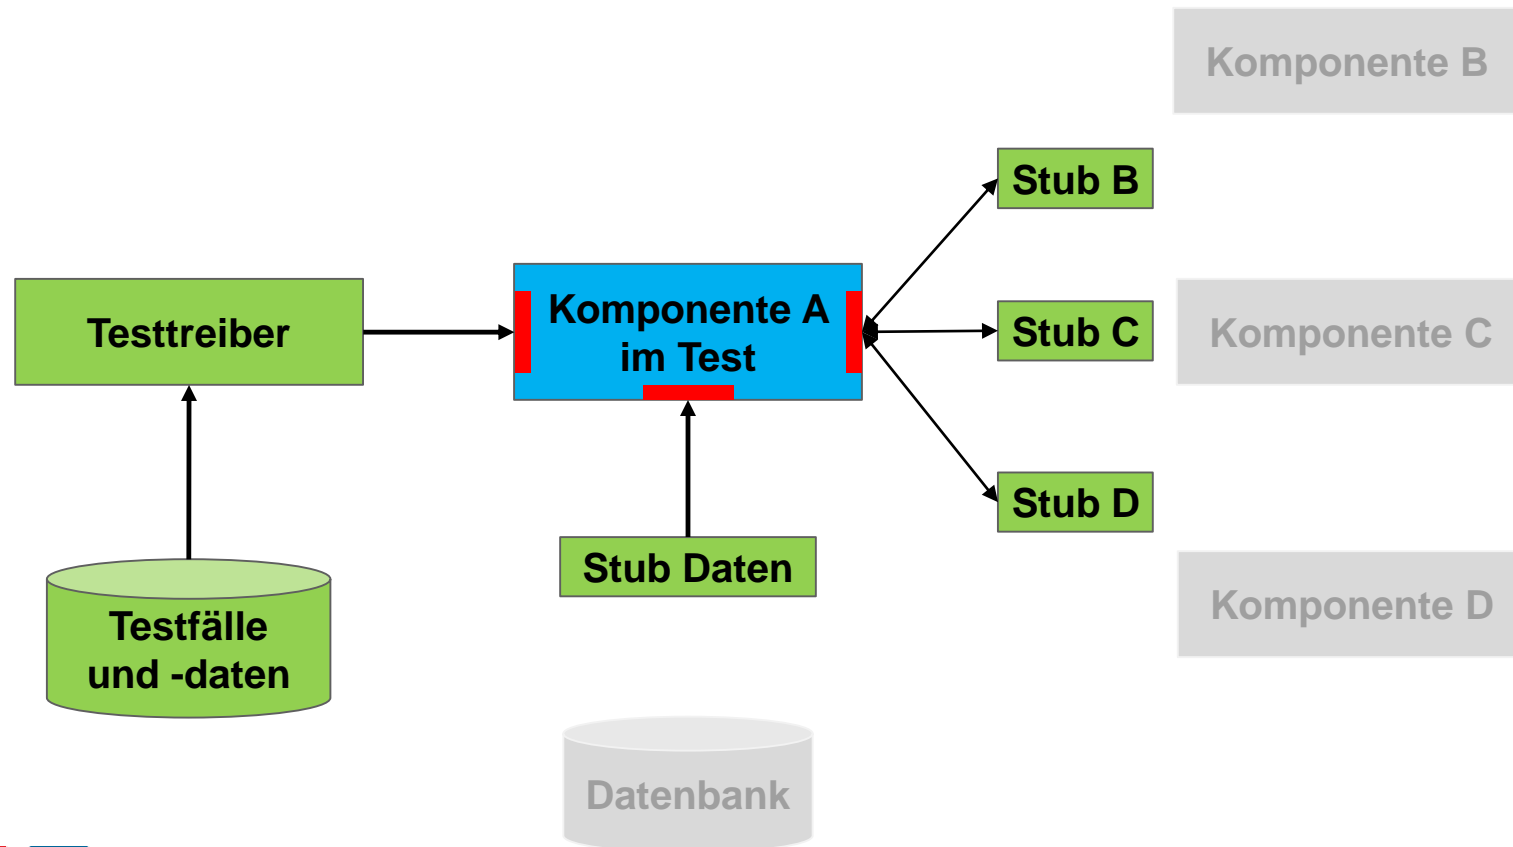 Komponente B
Stub B
Testtreiber
Komponente A
im Test
Stub C
Komponente C
Stub D
Stub Daten
Komponente D
Testfälle
und -daten
Datenbank